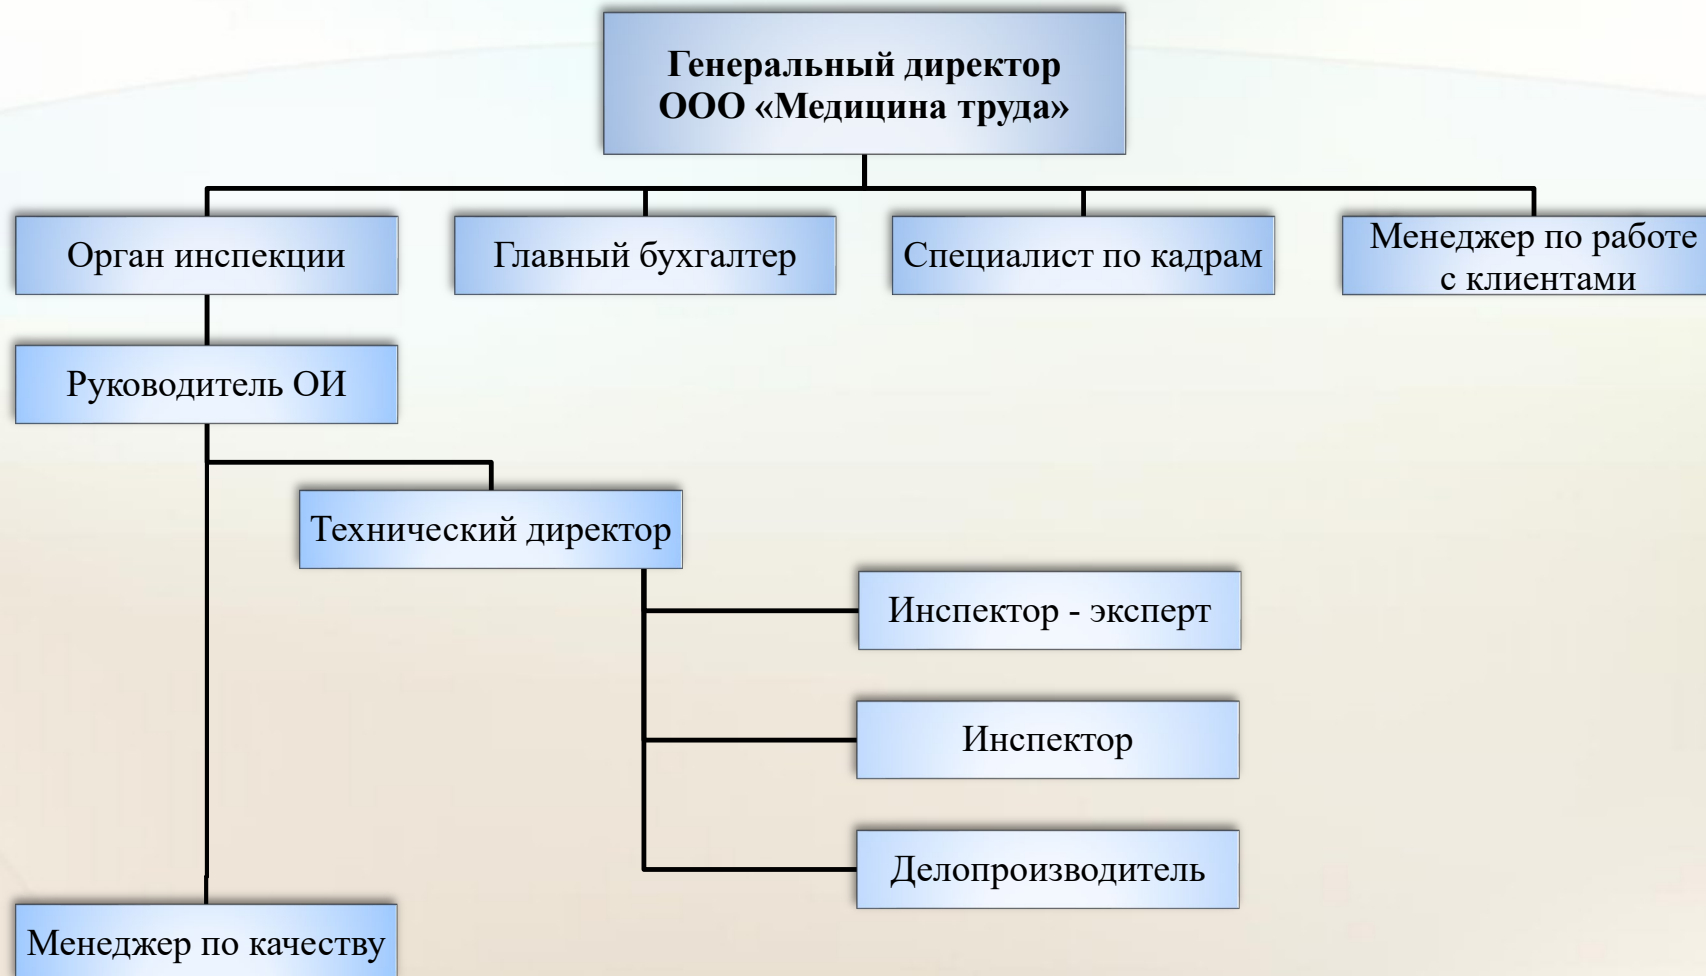 Генеральный директор
ООО «Медицина труда»
Орган инспекции
Главный бухгалтер
Специалист по кадрам
Менеджер по работе
с клиентами
Руководитель ОИ
Технический директор
Инспектор - эксперт
Инспектор
Делопроизводитель
Менеджер по качеству